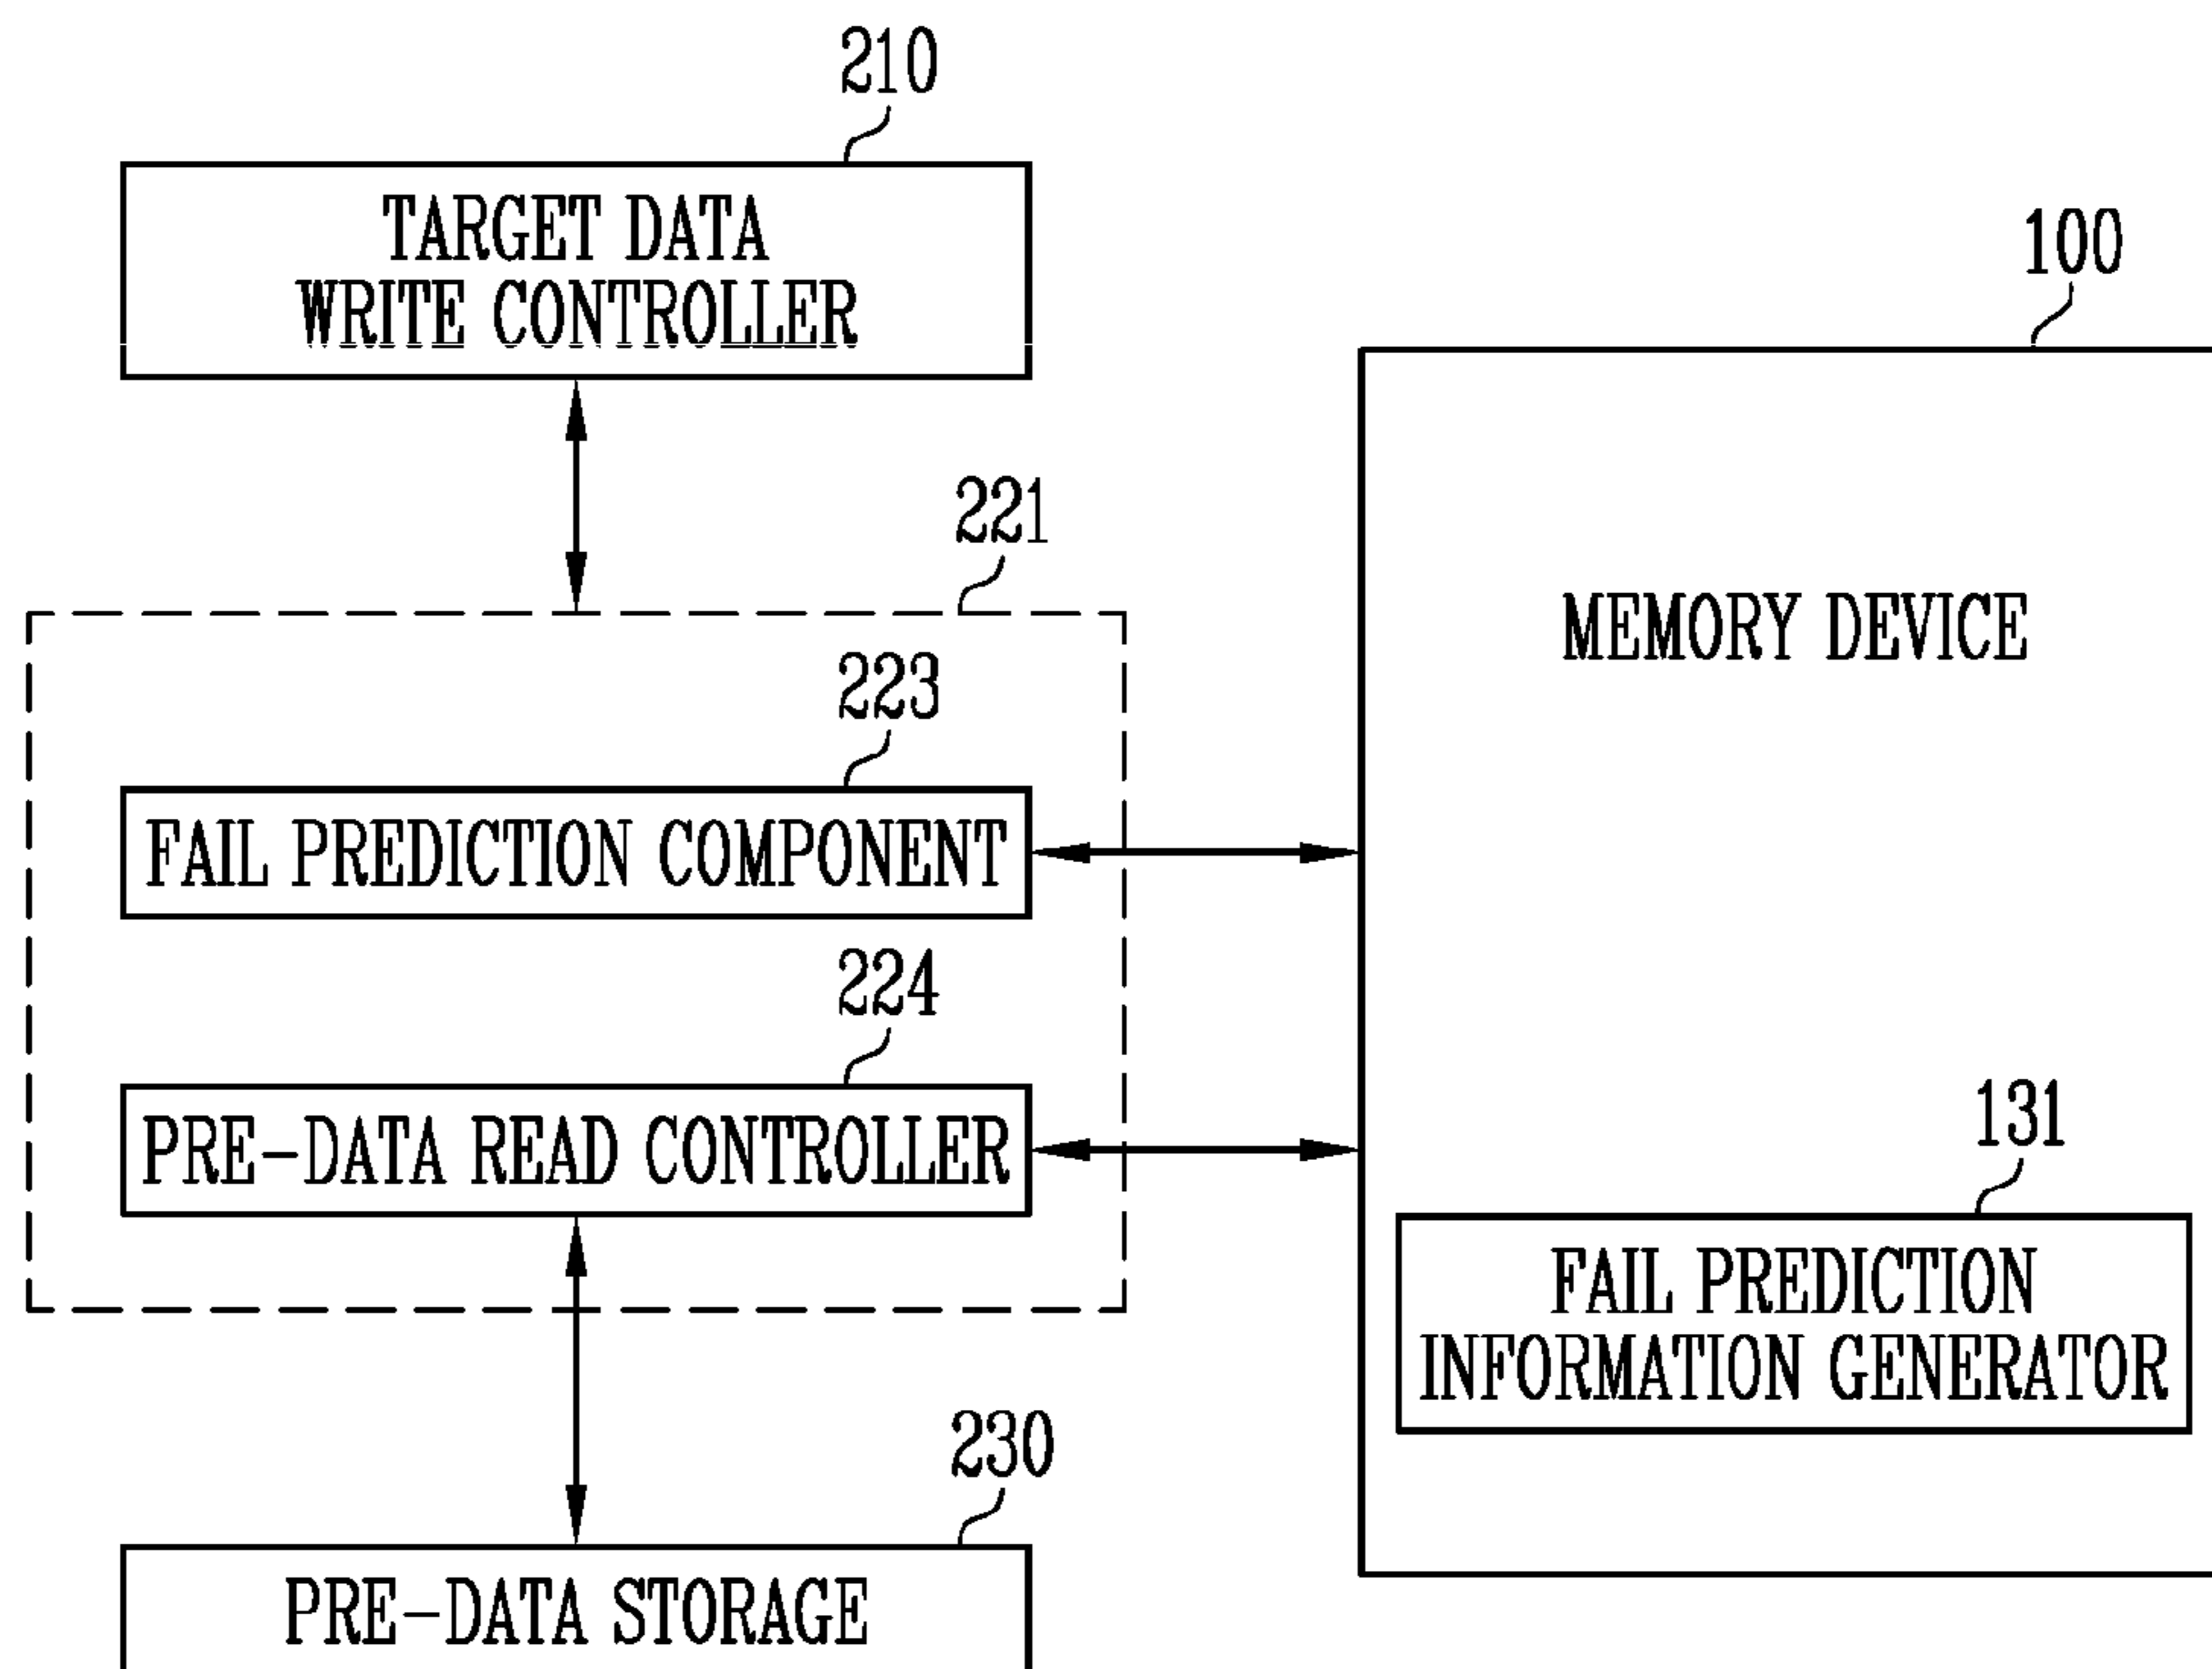 210
TARGET DATA
WRITE CONTROLLER
100
221
MEMORY DEVICE
223
FAIL PREDICTION COMPONENT
224
PRE-DATA READ CONTROLLER
131
FAIL PREDICTION
INFORMATION GENERATOR
230
PRE-DATA STORAGE